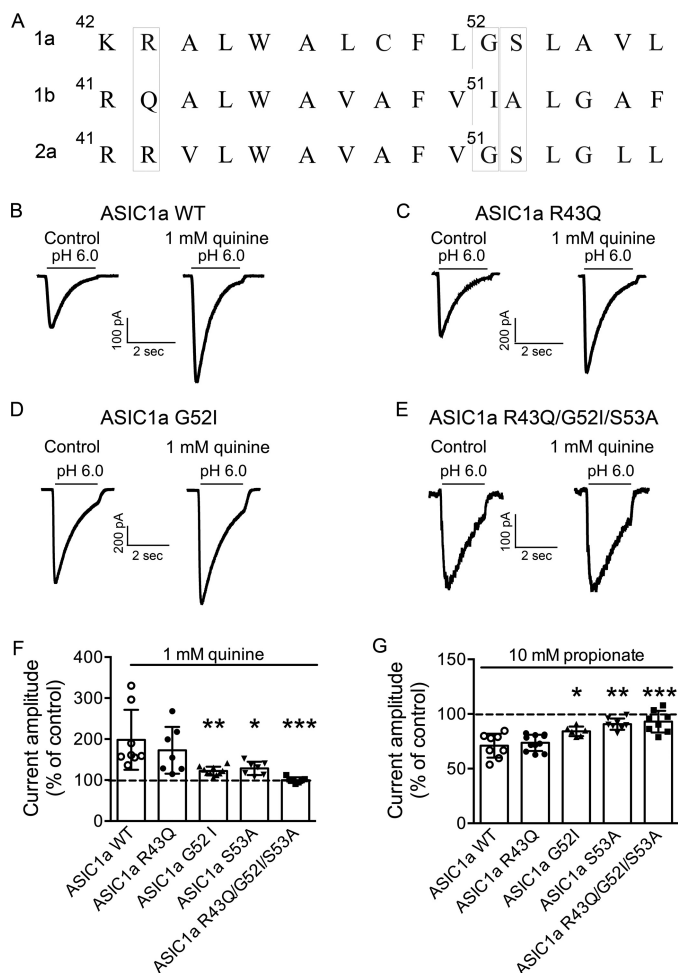 A
42 52
1a K R A L W A L C F L G S L A V L
41 51
1b R Q A L W A V A F V I A L G A F
41 51
2a R R V L W A V A F V G S L G L L
B ASIC1a WT
Control 1 mM quinine
pH 6.0 pH 6.0
100 pA
2 sec
C ASIC1a R43Q
Control 1 mM quinine
pH 6.0 pH 6.0
200 pA
2 sec
D ASIC1a G52I
Control 1 mM quinine
pH 6.0 pH 6.0
200 pA
2 sec
E ASIC1a R43Q/G52I/S53A
Control 1 mM quinine
pH 6.0 pH 6.0
100 pA
2 sec
F
1 mM quinine
Current amplitude
(% of control)
400
300
200
100
0
** * ***
ASIC1a WT
ASIC1a R43Q
ASIC1a G52 I
ASIC1a S53A
ASIC1a R43Q/G52I/S53A
G
10 mM propionate
Current amplitude
(% of control)
150
100
50
0
* ** ***
ASIC1a WT
ASIC1a R43Q
ASIC1a G52I
ASIC1a S53A
ASIC1a R43Q/G52I/S53A